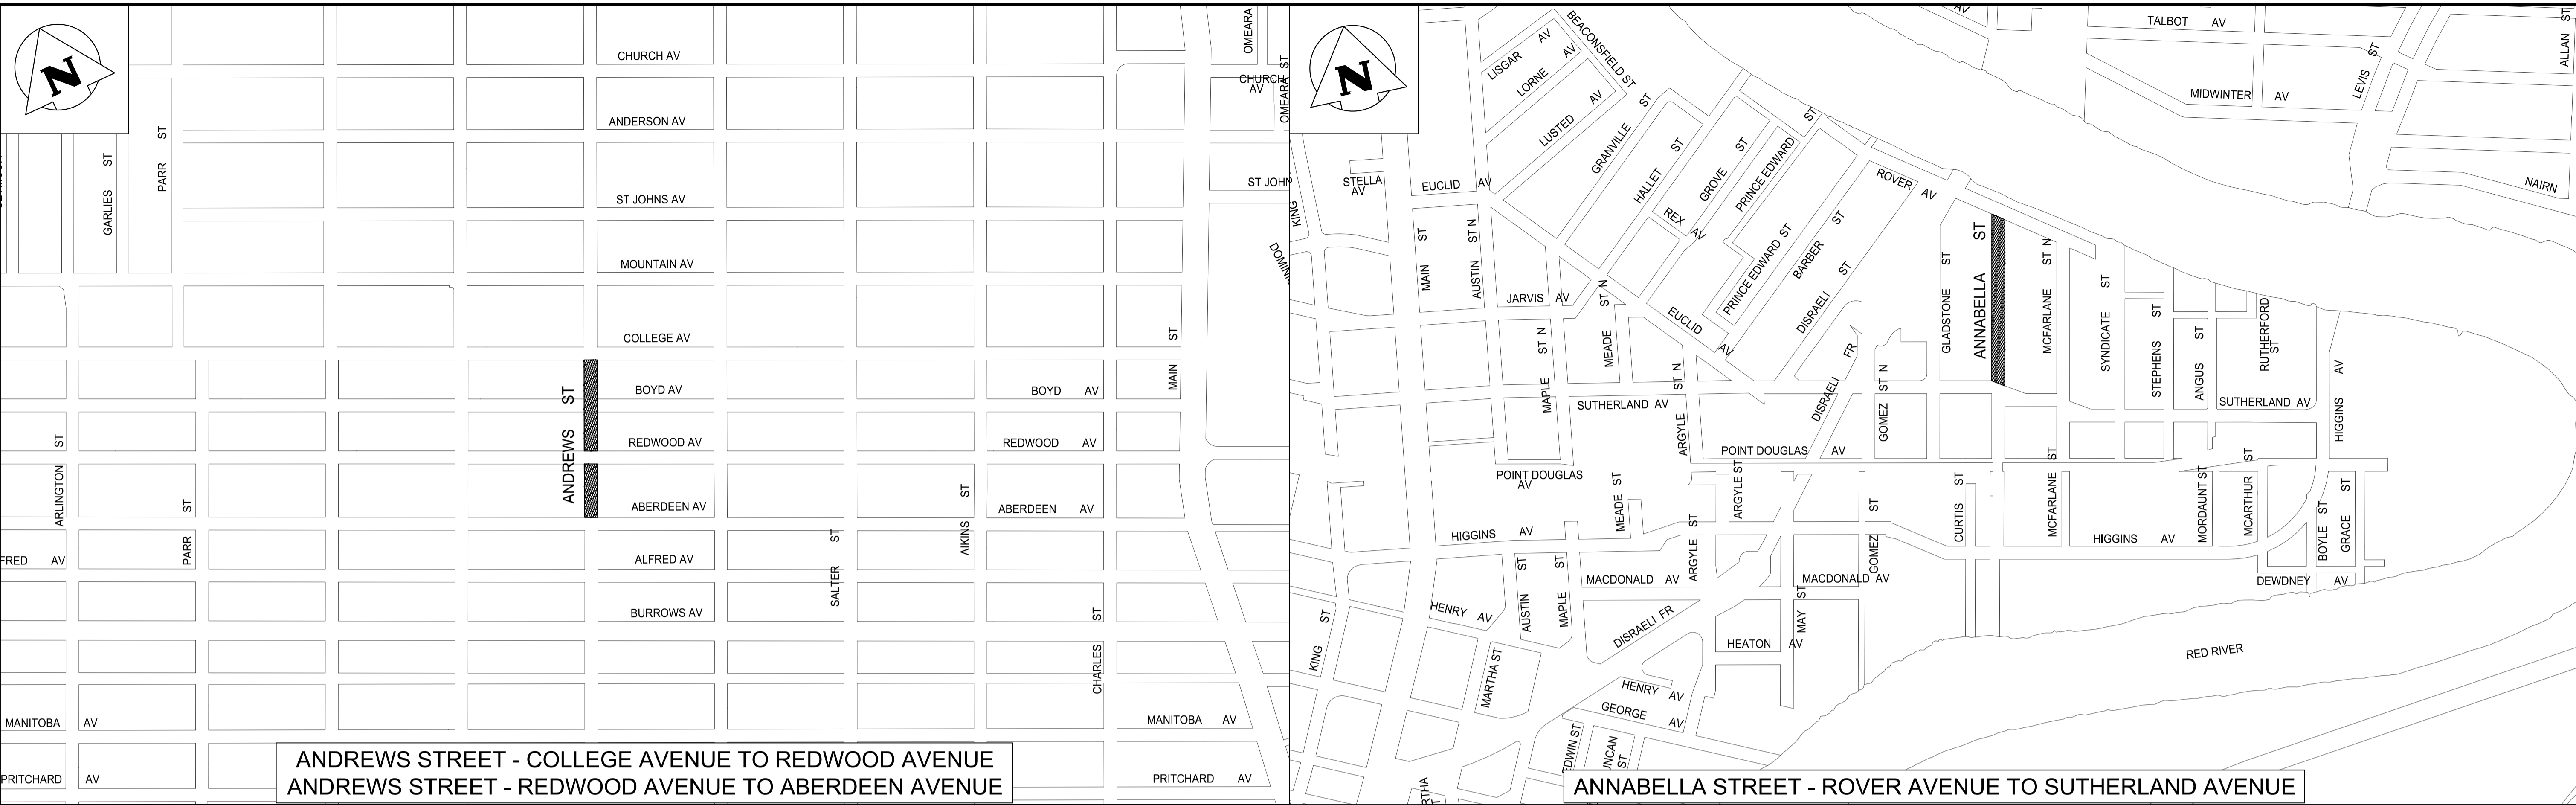 N
CHURCH AV
OMEARA
OMEARA ST
CHURCH
AV
ANDERSON AV
PARR ST
GARLIES ST
ST JOHNS AV
ST JOHN
MOUNTAIN AV
COLLEGE AV
MAIN ST
BOYD AV
BOYD AV
ANDREWS ST
REDWOOD AV
REDWOOD AV
ARLINGTON ST
ABERDEEN AV
ABERDEEN AV
PARR ST
SALTER ST
AIKINS ST
FRED AV
ALFRED AV
BURROWS AV
CHARLES ST
MANITOBA AV
MANITOBA AV
PRITCHARD AV
PRITCHARD AV
ANDREWS STREET - COLLEGE AVENUE TO REDWOOD AVENUE
ANDREWS STREET - REDWOOD AVENUE TO ABERDEEN AVENUE
N
LISGAR AV
LORNE AV
BEACONSFIELD ST
LUSTED AV
AV
TALBOT AV
ALLAN ST
LEVIS ST
MIDWINTER AV
NAIRN
GRANVILLE ST
HALLET ST
GROVE ST
PRINCE EDWARD ST
STELLA
AV
EUCLID AV
KING
REX AV
ROVER AV
MAIN ST
AUSTIN ST N
PRINCE EDWARD ST
BARBER ST
DISRAELI ST
GLADSTONE ST
ANNABELLA ST
MCFARLANE ST N
SYNDICATE ST
STEPHENS ST
ANGUS ST
RUTHERFORD
ST
HIGGINS AV
JARVIS AV
MEADE ST N
EUCLID AV
MAPLE ST N
ARGYLE ST N
DISRAELI FR
GOMEZ ST N
SUTHERLAND AV
SUTHERLAND AV
POINT DOUGLAS AV
POINT DOUGLAS
AV
MEADE ST
ARGYLE ST
CURTIS ST
MCFARLANE ST
MORDAUNT ST
MCARTHUR ST
BOYLE ST
GRACE ST
HIGGINS AV
HIGGINS AV
AUSTIN ST
MAPLE ST
MACDONALD AV
ARGYLE ST
MACDONALD AV
GOMEZ ST
MAY ST
DEWDNEY AV
HENRY AV
DISRAELI FR
HEATON AV
KING ST
MARTHA ST
RED RIVER
HENRY AV
GEORGE AV
ANNABELLA STREET - ROVER AVENUE TO SUTHERLAND AVENUE